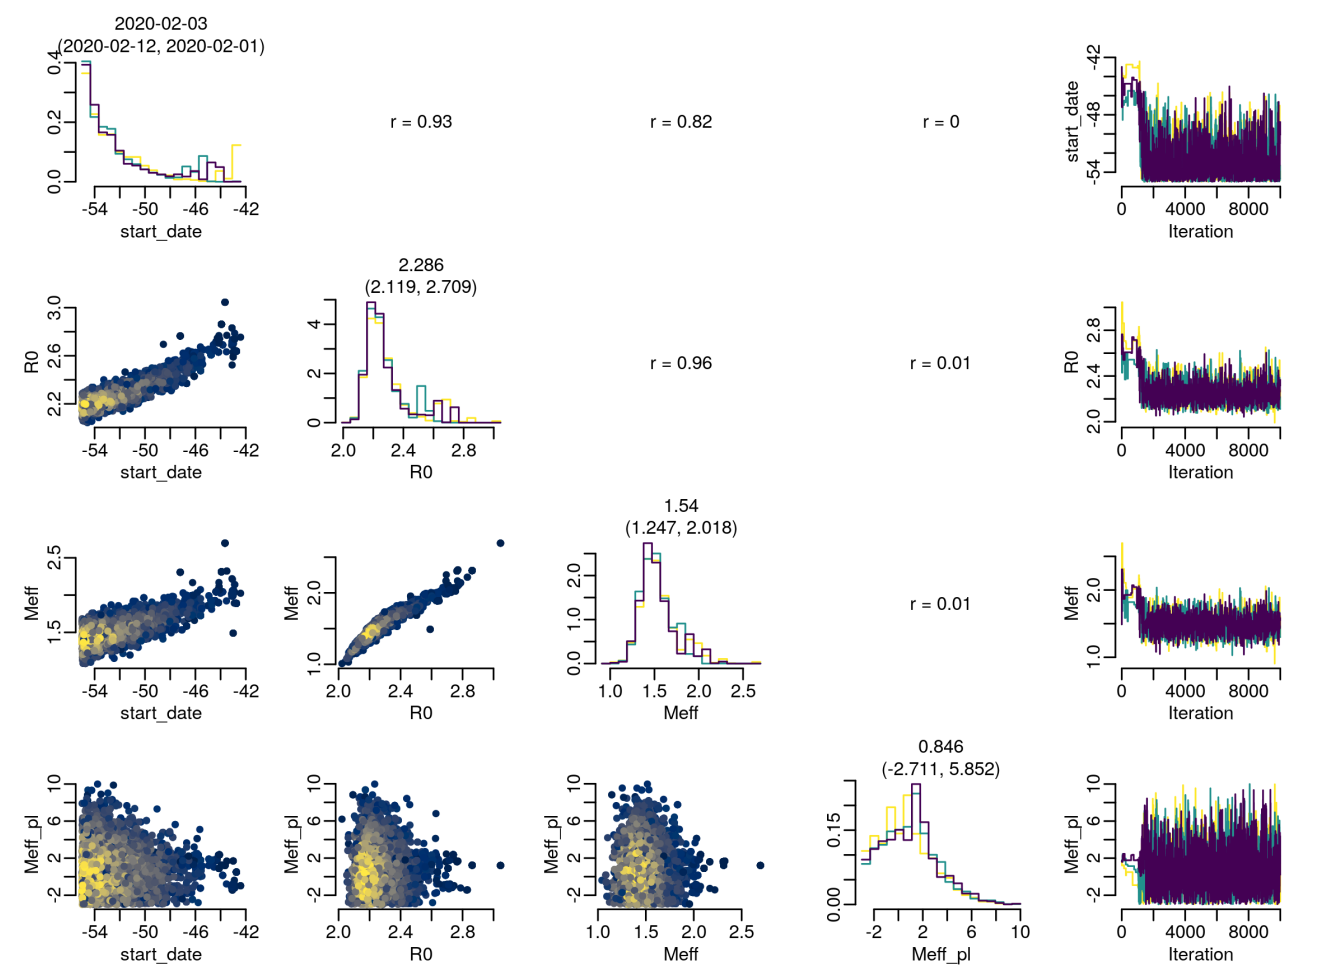 2020-02-03
(2020-02-12, 2020-02-01)
0.0 0.2 0.4
-54 -50 -46 -42
start_date
r = 0.93
r = 0.82
r = 0
start_date
-54 -48 -42
0 4000 8000
Iteration
R0
2.2 2.6 3.0
-54 -50 -46 -42
start_date
2.286
(2.119, 2.709)
0 2 4
2.0 2.4 2.8
R0
r = 0.96
r = 0.01
R0
2.0 2.4 2.8
0 4000 8000
Iteration
Meff
1.5 2.5
-54 -50 -46 -42
start_date
Meff
1.0 2.0
2.0 2.4 2.8
R0
1.54
(1.247, 2.018)
0.0 1.0 2.0
1.0 1.5 2.0 2.5
Meff
r = 0.01
Meff
1.0 2.0
0 4000 8000
Iteration
Meff_pl
-2 2 6 10
-54 -50 -46 -42
start_date
Meff_pl
-2 2 6 10
2.0 2.4 2.8
R0
Meff_pl
-2 2 6 10
1.0 1.5 2.0 2.5
Meff
0.846
(-2.711, 5.852)
0.00 0.15
-2 2 6 10
Meff_pl
Meff_pl
-2 2 6 10
0 4000 8000
Iteration